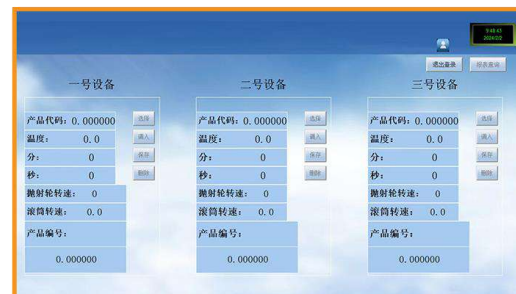 9:48:43
2024/2/2
退出登录 报表查询
一号设备 二号设备 三号设备
产品代码: 0.000000 选择 产品代码: 0.000000 选择 产品代码: 0.000000 选择
温度: 0.0 调入 温度: 0.0 调入 温度: 0.0 调入
分: 0 保存 分: 0 保存 分: 0 保存
秒: 0 删除 秒: 0 删除 秒: 0 删除
抛射轮转速: 0 抛射轮转速: 0 抛射轮转速: 0
滚筒转速: 0.0 滚筒转速: 0.0 滚筒转速: 0.0
产品编号: 产品编号: 产品编号:
0.000000 0.000000 0.000000